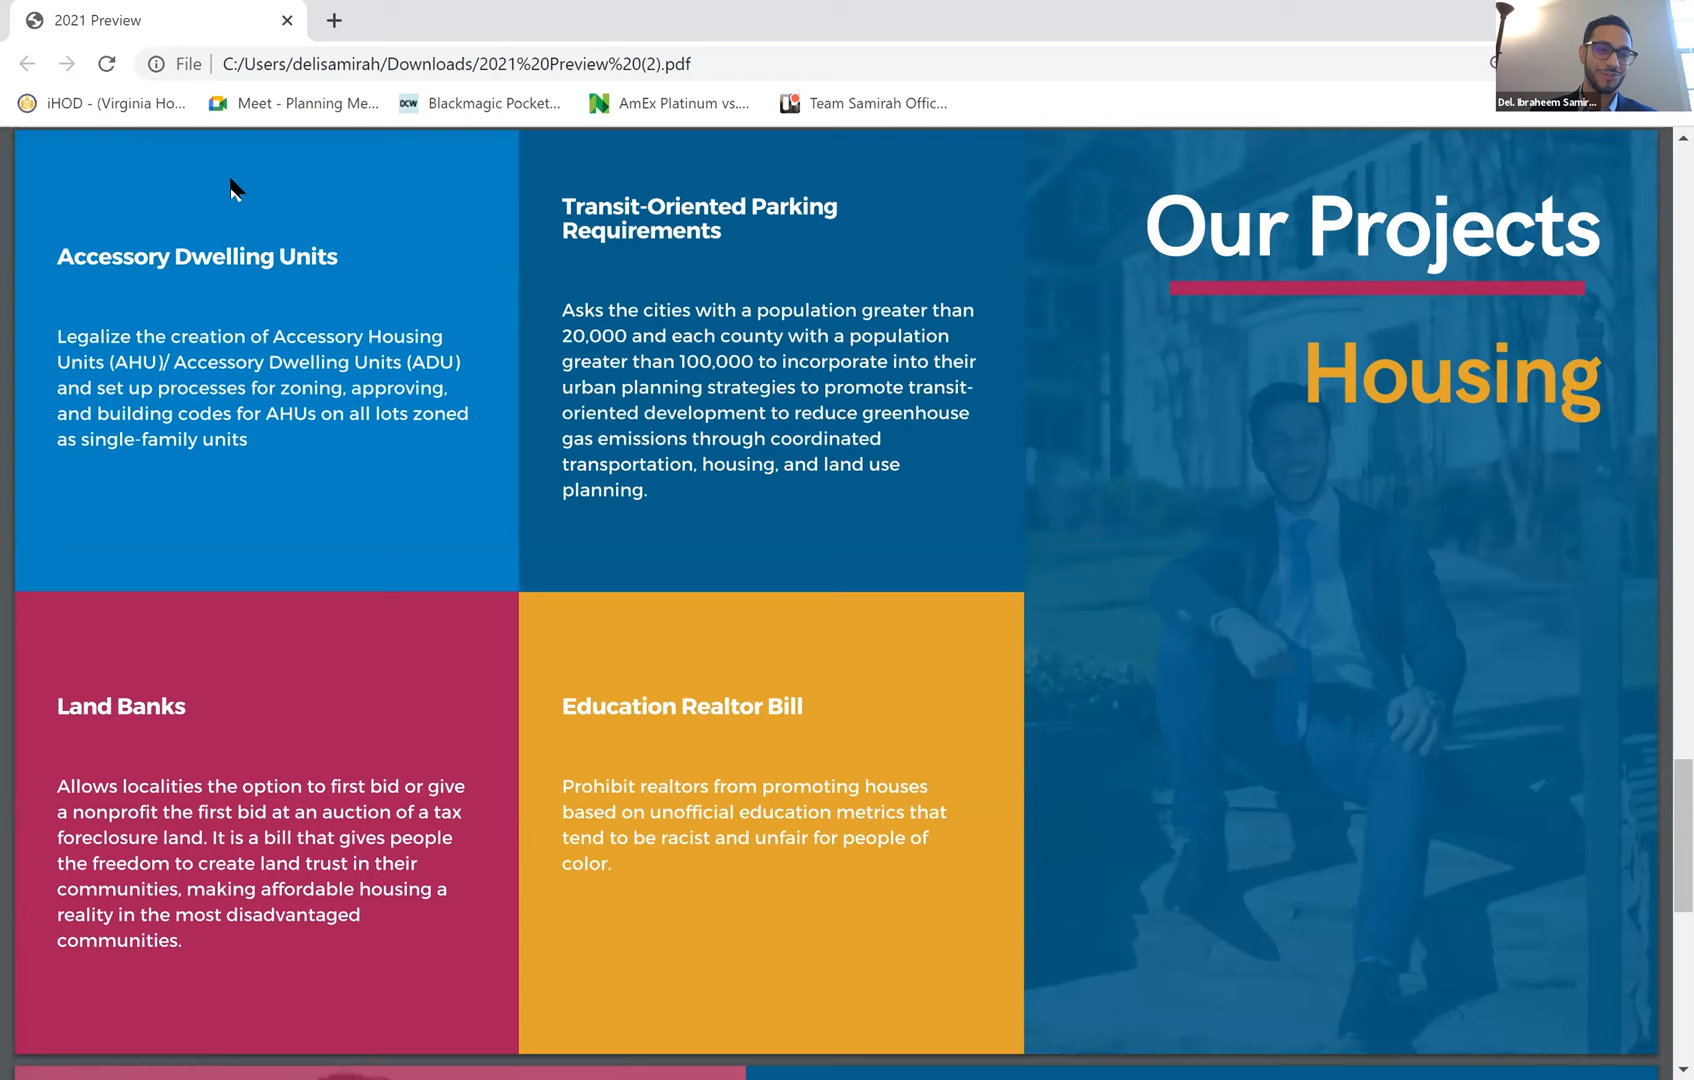 2021 Preview
File
C:/Users/delisamirah/Downloads/2021%20Preview%20(2).pdf
iHOD - (Virginia Ho...
Meet - Planning Me...
DCW
Blackmagic Pocket...
AmEx Platinum vs....
Team Samirah Offic...
Del. Ibraheem Samir...
Accessory Dwelling Units
Legalize the creation of Accessory Housing
Units (AHU)/ Accessory Dwelling Units (ADU)
and set up processes for zoning, approving,
and building codes for AHUs on all lots zoned
as single-family units
Transit-Oriented Parking
Requirements
Asks the cities with a population greater than
20,000 and each county with a population
greater than 100,000 to incorporate into their
urban planning strategies to promote transit-
oriented development to reduce greenhouse
gas emissions through coordinated
transportation, housing, and land use
planning.
Our Projects
Housing
Land Banks
Allows localities the option to first bid or give
a nonprofit the first bid at an auction of a tax
foreclosure land. It is a bill that gives people
the freedom to create land trust in their
communities, making affordable housing a
reality in the most disadvantaged
communities.
Education Realtor Bill
Prohibit realtors from promoting houses
based on unofficial education metrics that
tend to be racist and unfair for people of
color.